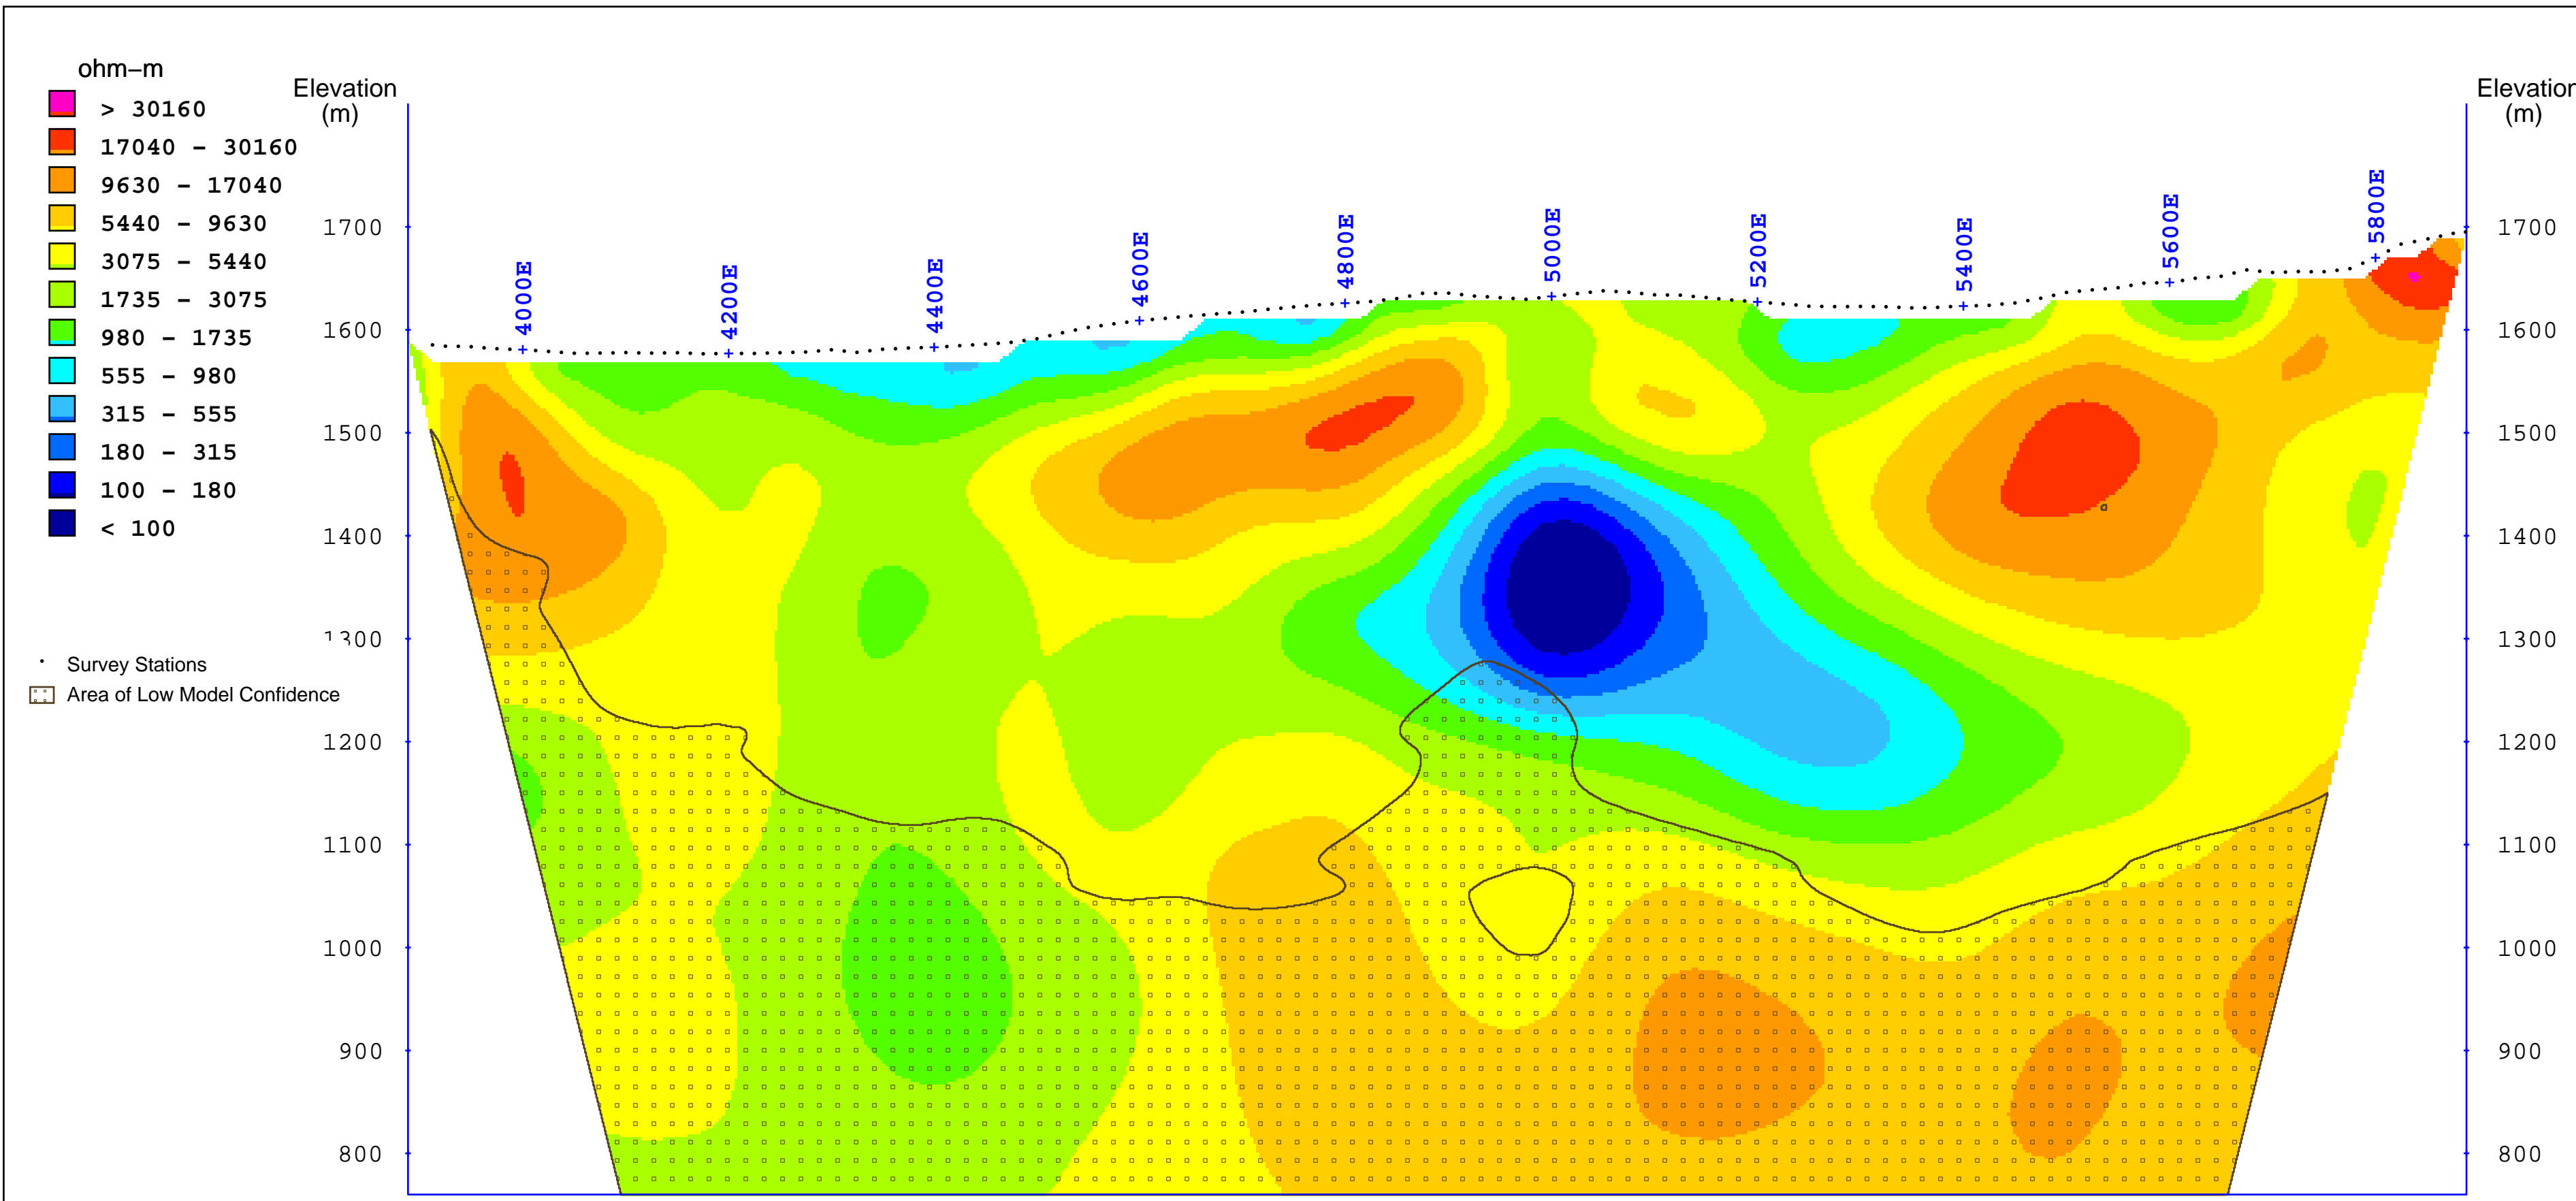 ohm-m
> 30160
17040 - 30160
9630 - 17040
5440 - 9630
3075 - 5440
1735 - 3075
980 - 1735
555 - 980
315 - 555
180 - 315
100 - 180
< 100
Survey Stations
Area of Low Model Confidence
Elevation
(m)
1700
1600
1500
1400
1300
1200
1100
1000
900
800
4000E
4200E
4400E
4600E
4800E
5000E
5200E
5400E
5600E
5800E
Elevation
(m)
1700
1600
1500
1400
1300
1200
1100
1000
900
800